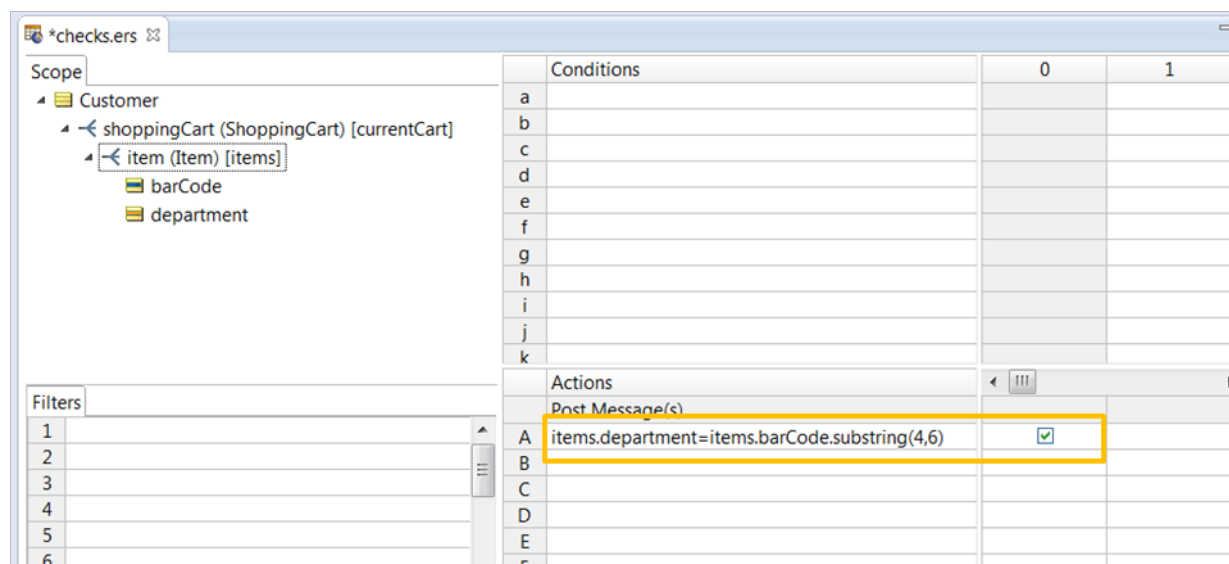 *checks.ers
Scope
Customer
shoppingCart (ShoppingCart) [currentCart]
item (Item) [items]
barCode
department
Filters
1
2
3
4
5
6
Conditions 0 1
a
b
c
d
e
f
g
h
i
j
k
Actions
Post Message(s)
A items.department=items.barCode.substring(4,6)
B
C
D
E
F